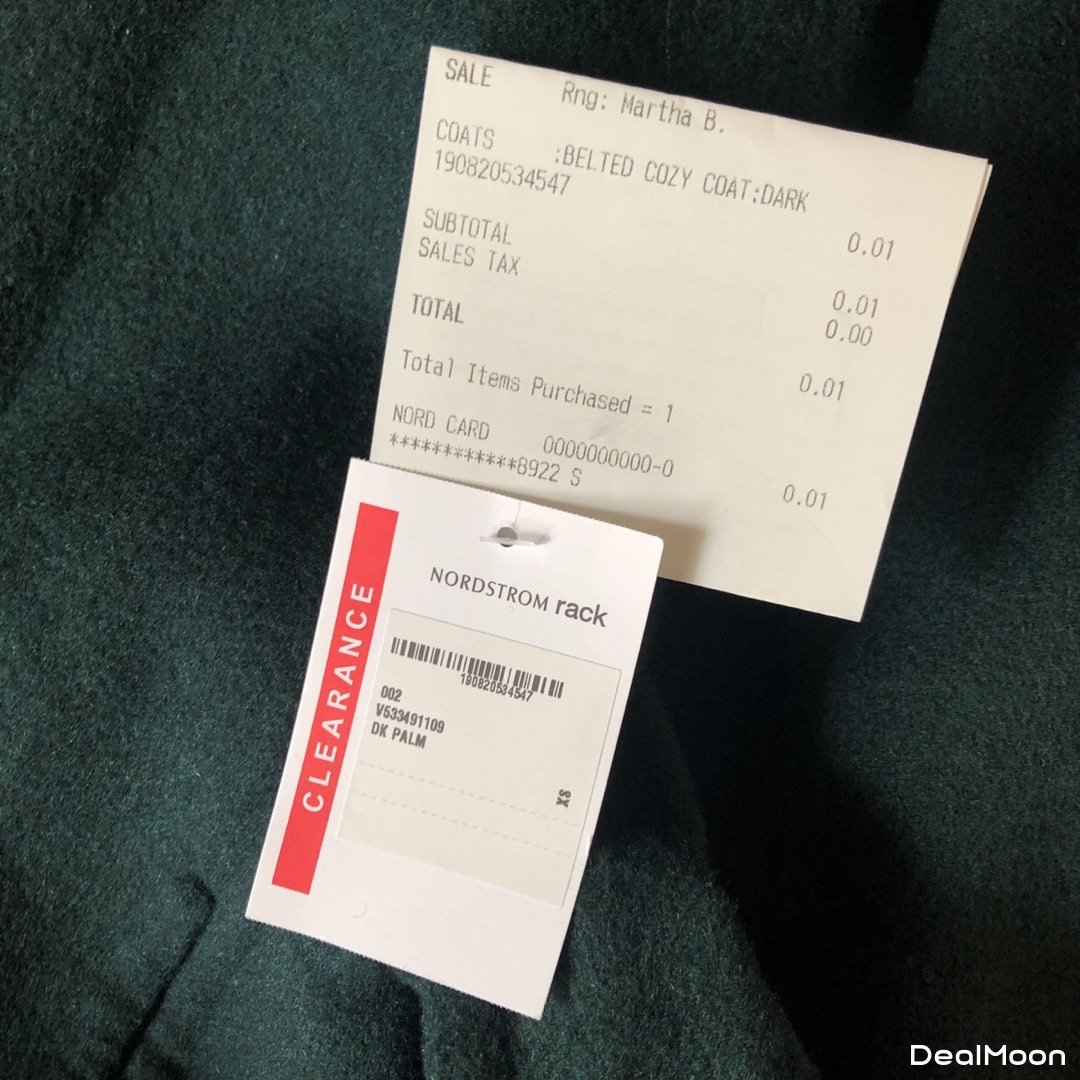 SALE
Rng: Martha B.
COATS :BELTED COZY COAT:DARK
190820534547 0.01
SUBTOTAL 0.01
SALES TAX 0.00
TOTAL 0.01
Total Items Purchased = 1
NORD CARD 0000000000-0
************8922 S 0.01
NORDSTROM rack
CLEARANCE
190820534547
002
V533491109
DK PALM
DealMoon